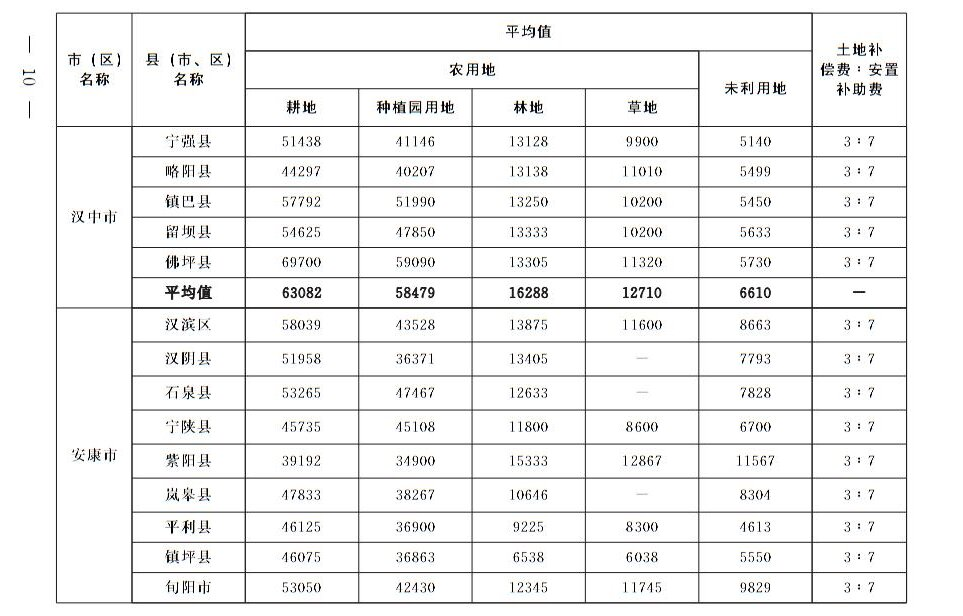 — 10 —
市（区）名称 县（市、区）名称 平均值 土地补偿费：安置补助费
农用地 未利用地
耕地 种植园用地 林地 草地
汉中市
宁强县 51438 41146 13128 9900 5140 3：7
略阳县 44297 40207 13138 11010 5499 3：7
镇巴县 57792 51990 13250 10200 5450 3：7
留坝县 54625 47850 13333 10200 5633 3：7
佛坪县 69700 59090 13305 11320 5730 3：7
平均值 63082 58479 16288 12710 6610 —
安康市
汉滨区 58039 43528 13875 11600 8663 3：7
汉阴县 51958 36371 13405 — 7793 3：7
石泉县 53265 47467 12633 — 7828 3：7
宁陕县 45735 45108 11800 8600 6700 3：7
紫阳县 39192 34900 15333 12867 11567 3：7
岚皋县 47833 38267 10646 — 8304 3：7
平利县 46125 36900 9225 8300 4613 3：7
镇坪县 46075 36863 6538 6038 5550 3：7
旬阳市 53050 42430 12345 11745 9829 3：7